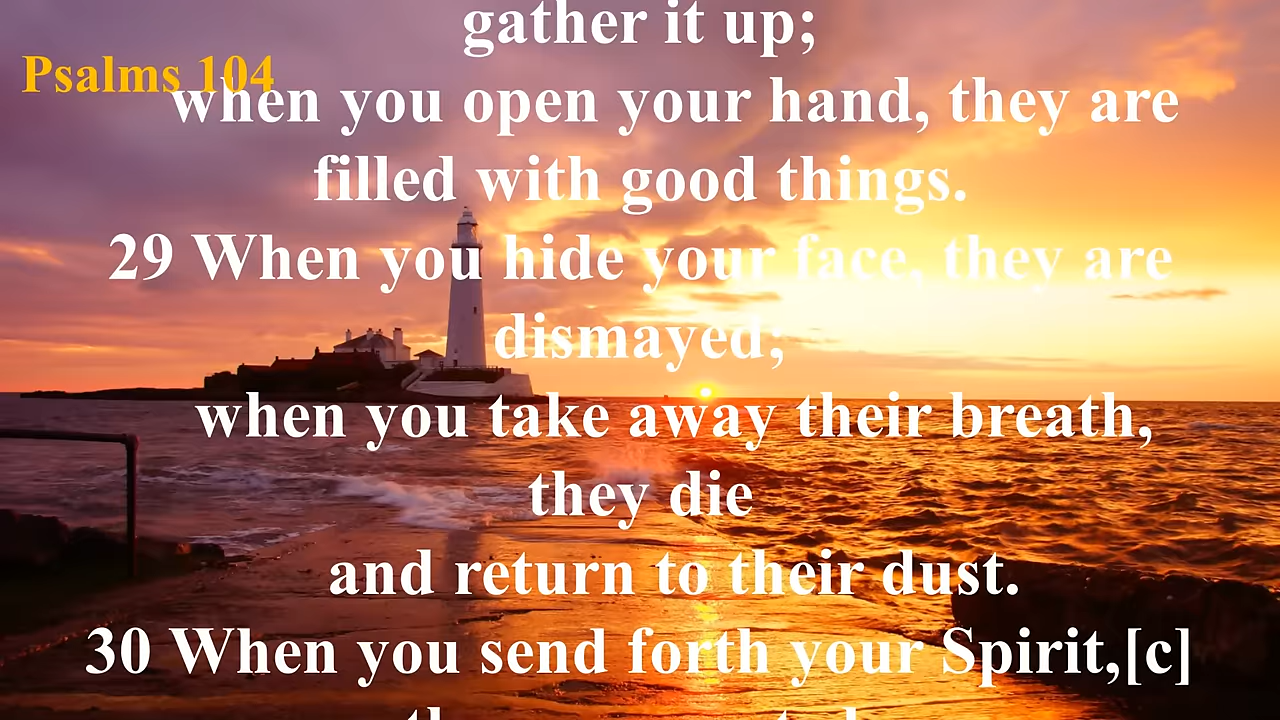 gather it up;
Psalms 104
when you open your hand, they are
filled with good things.
29 When you hide your face, they are
dismayed;
when you take away their breath,
they die
and return to their dust.
30 When you send forth your Spirit,[c]